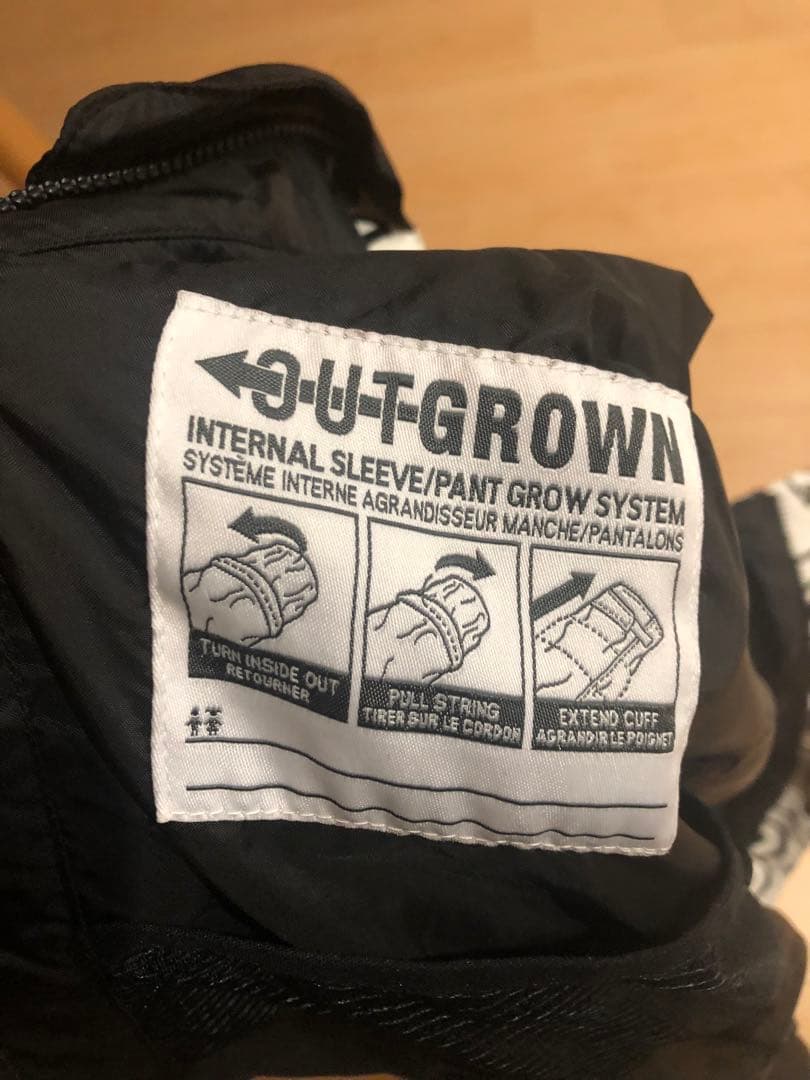 OUTGROWN
INTERNAL SLEEVE/PANT GROW SYSTEM
SYSTÈME INTERNE AGRANDISSEUR MANCHE/PANTALONS
TURN INSIDE OUT
RETOURNER
PULL STRING
TIRER SUR LE CORDON
EXTEND CUFF
AGRANDIR LE POIGNET